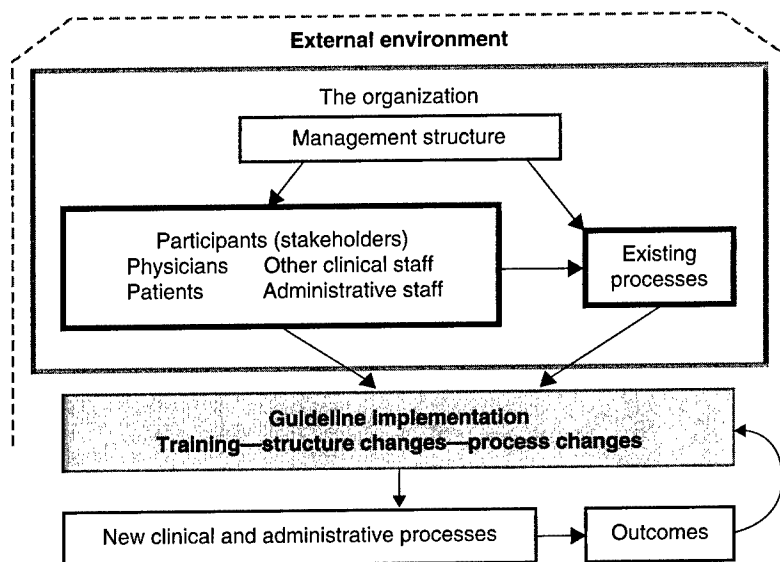 External environment
The organization
Management structure
Participants (stakeholders)
Physicians Other clinical staff
Patients Administrative staff
Existing
processes
Guideline implementation
Training—structure changes—process changes
New clinical and administrative processes
Outcomes